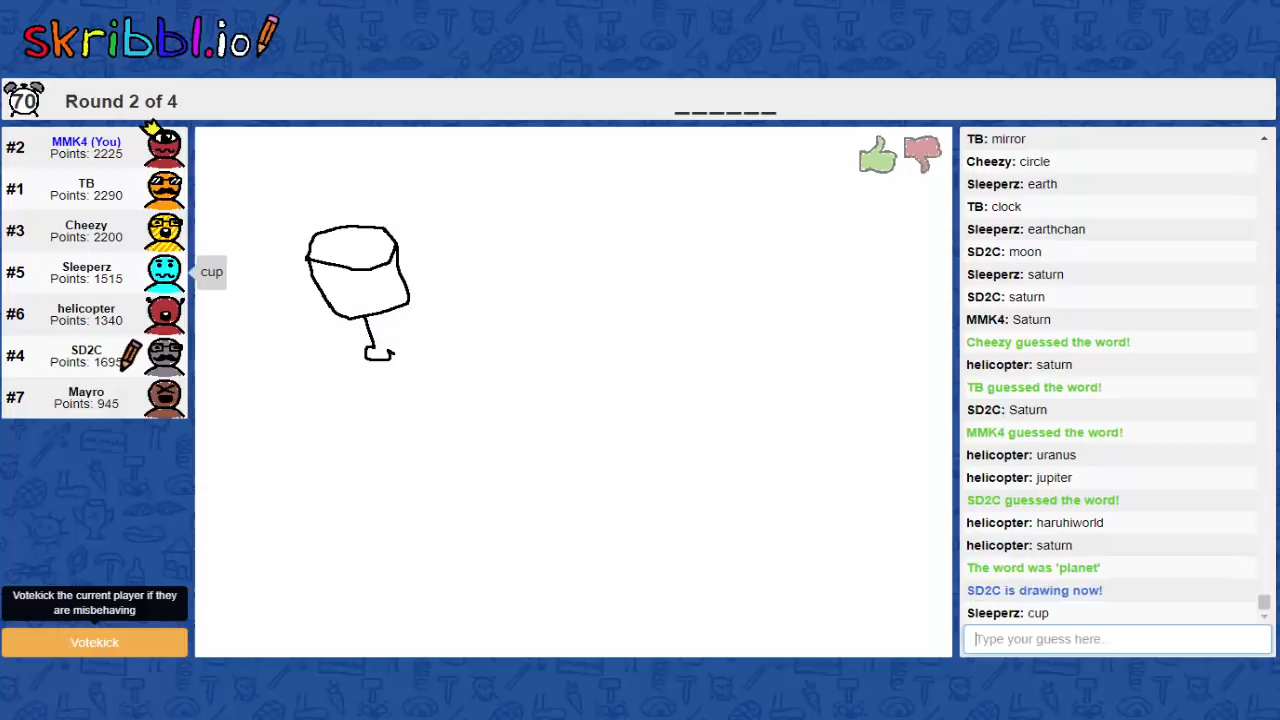 skribbl.io
70
Round 2 of 4
______
#2
MMK4 (You)
Points: 2225
#1
TB
Points: 2290
#3
Cheezy
Points: 2200
#5
Sleeperz
Points: 1515
cup
#6
helicopter
Points: 1340
#4
SD2C
Points: 1695
#7
Mayro
Points: 945
Votekick the current player if they
are misbehaving
Votekick
TB: mirror
Cheezy: circle
Sleeperz: earth
TB: clock
Sleeperz: earthchan
SD2C: moon
Sleeperz: saturn
SD2C: saturn
MMK4: Saturn
Cheezy guessed the word!
helicopter: saturn
TB guessed the word!
SD2C: Saturn
MMK4 guessed the word!
helicopter: uranus
helicopter: jupiter
SD2C guessed the word!
helicopter: haruhiworld
helicopter: saturn
The word was 'planet'
SD2C is drawing now!
Sleeperz: cup
Type your guess here...